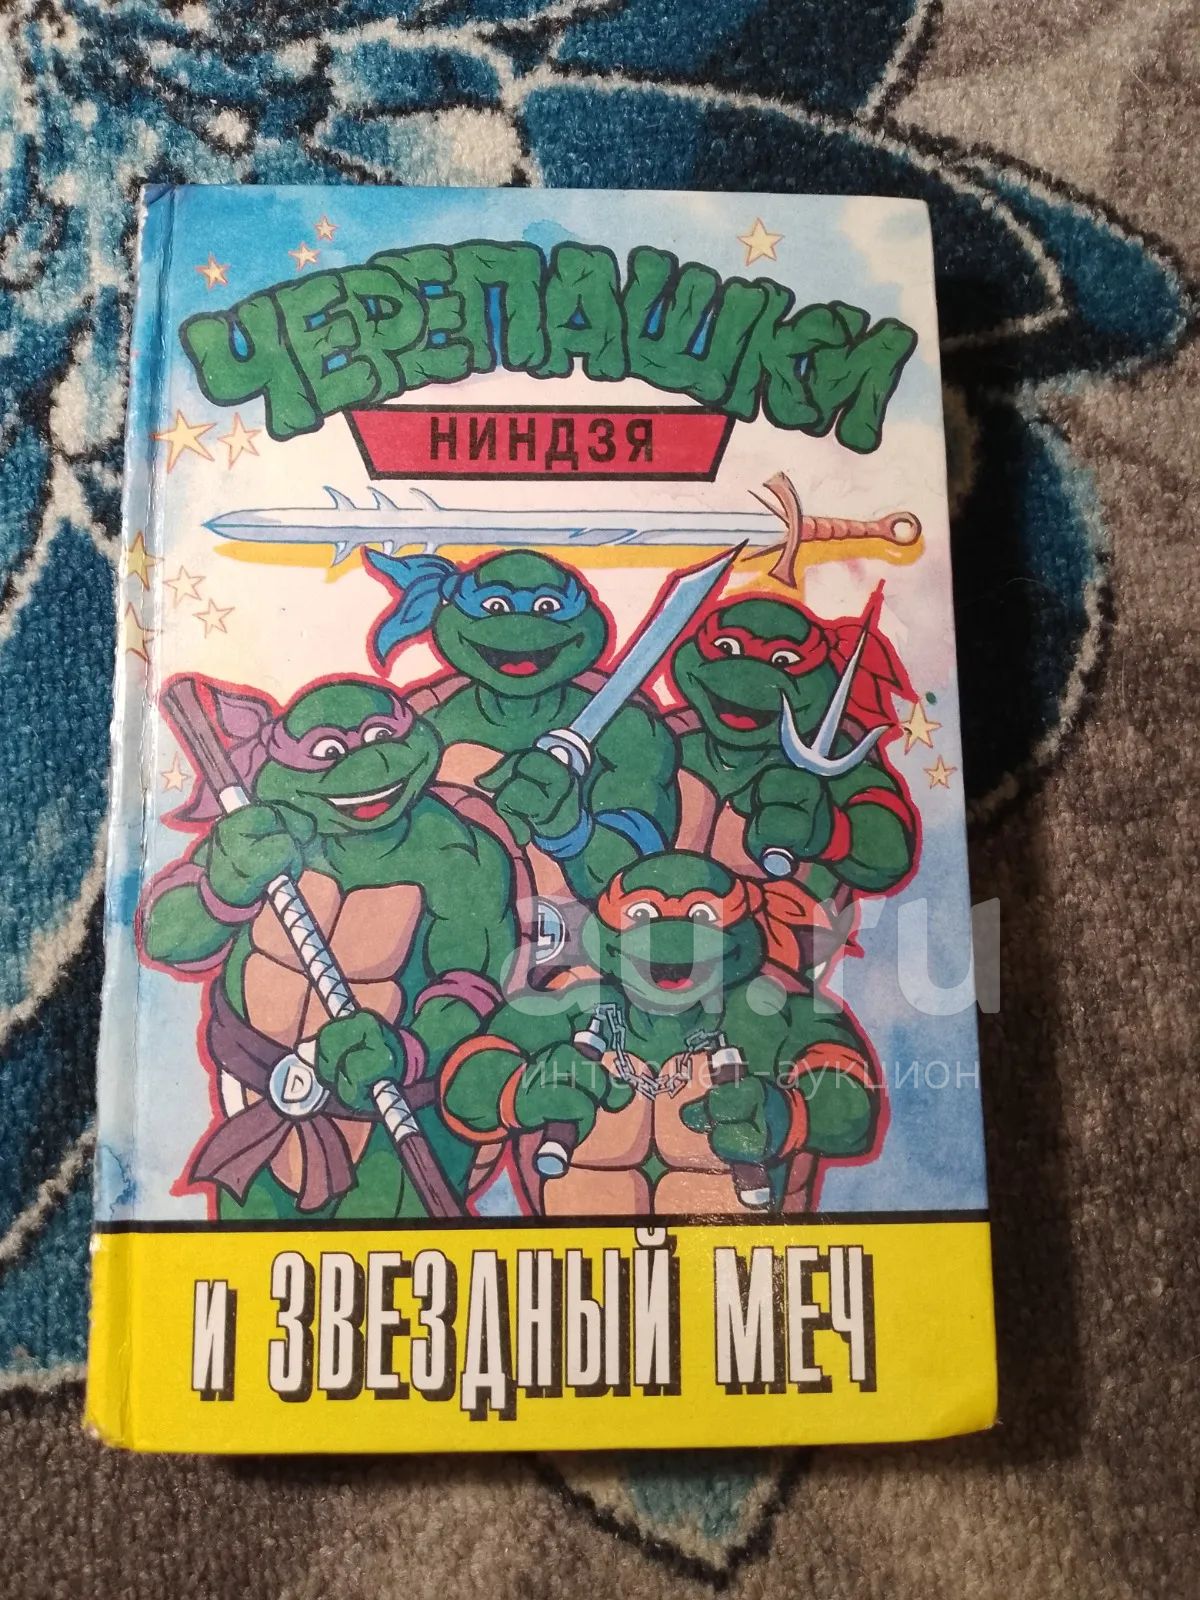 ЧЕРЕПАШКИ
НИНДЗЯ
L
D
au.ru
интернет-аукцион
и ЗВЕЗДНЫЙ МЕЧ